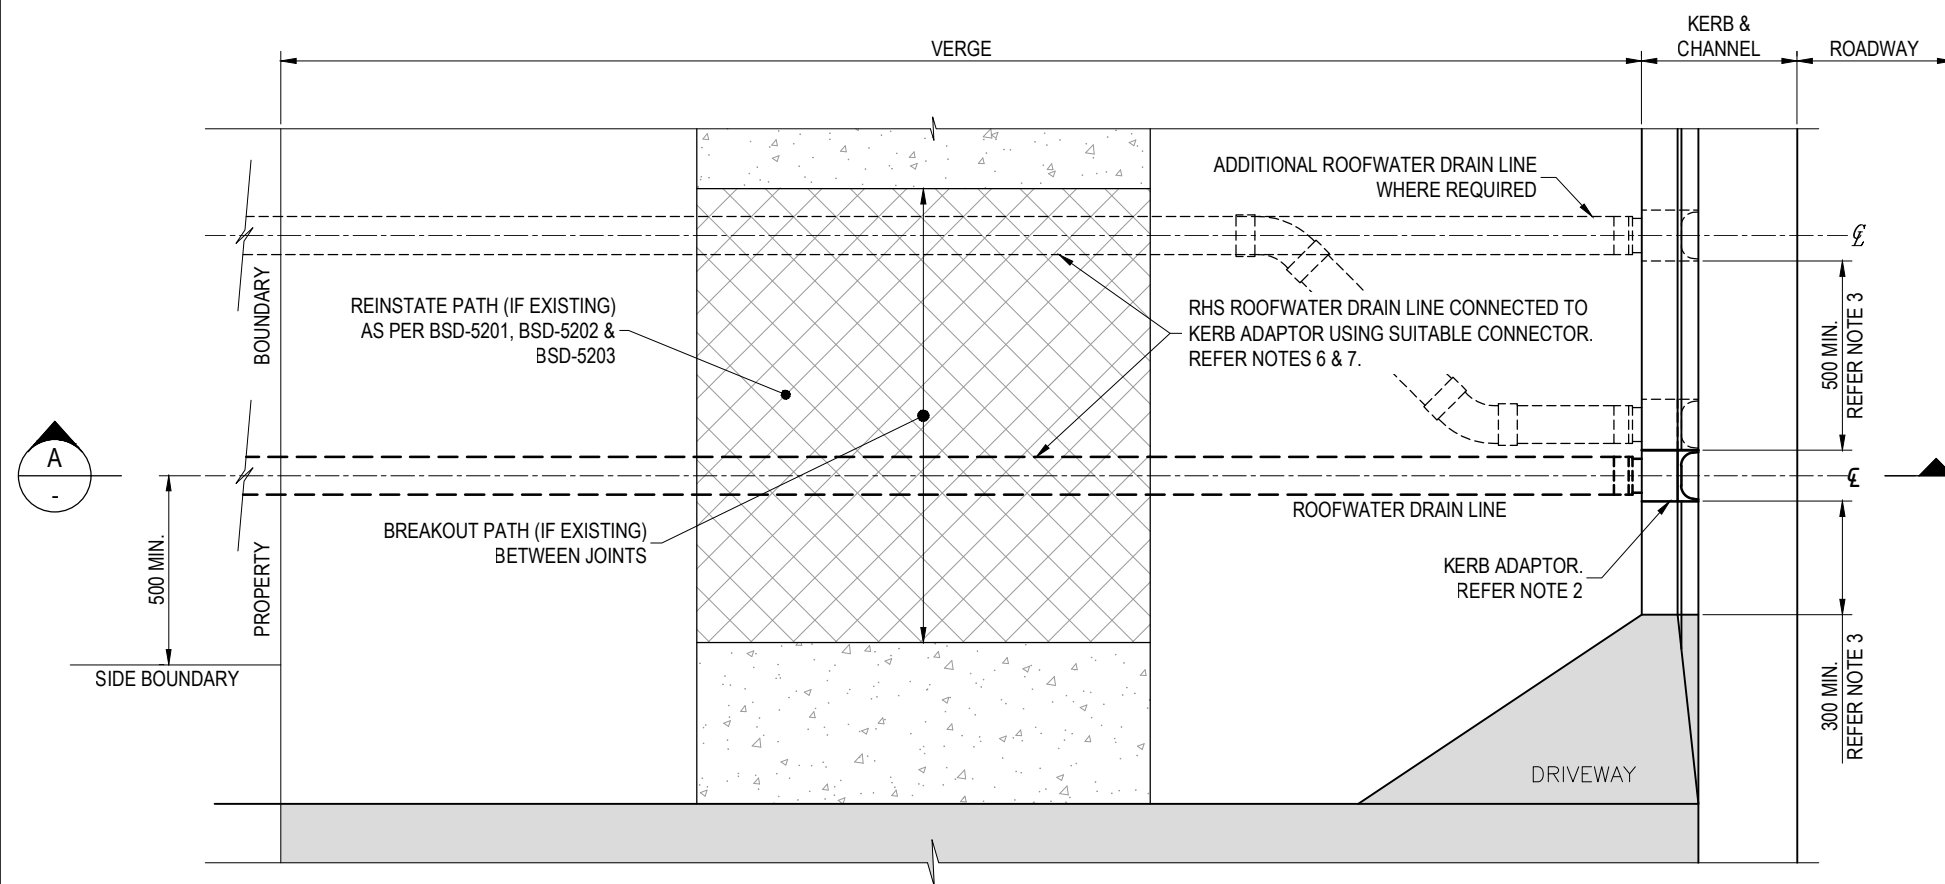 KERB &
CHANNEL
VERGE
ROADWAY
ADDITIONAL ROOFWATER DRAIN LINE
WHERE REQUIRED
℄
BOUNDARY
REINSTATE PATH (IF EXISTING)
AS PER BSD-5201, BSD-5202 &
BSD-5203
RHS ROOFWATER DRAIN LINE CONNECTED TO
KERB ADAPTOR USING SUITABLE CONNECTOR.
REFER NOTES 6 & 7.
500 MIN.
REFER NOTE 3
A
-
℄
ROOFWATER DRAIN LINE
BREAKOUT PATH (IF EXISTING)
BETWEEN JOINTS
500 MIN.
PROPERTY
KERB ADAPTOR.
REFER NOTE 2
SIDE BOUNDARY
300 MIN.
REFER NOTE 3
DRIVEWAY